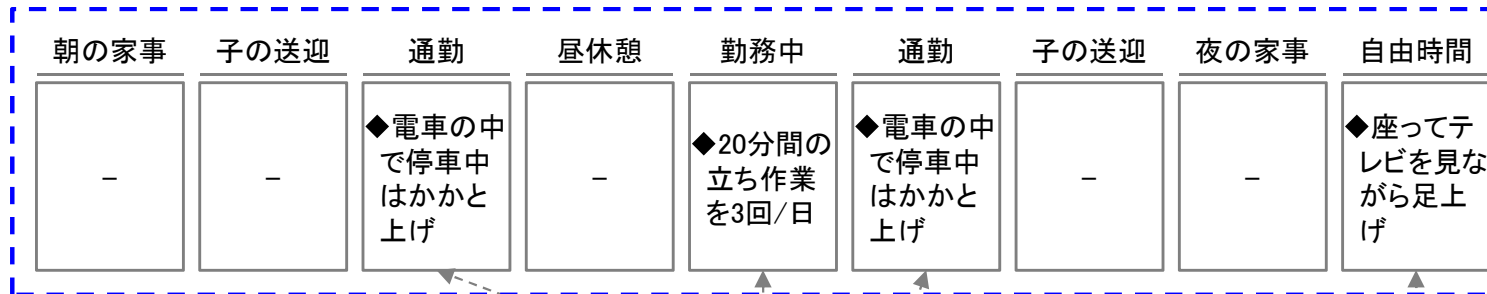 朝の家事
子の送迎
通勤
昼休憩
勤務中
通勤
子の送迎
夜の家事
自由時間
–
–
◆電車の中
で停車中
はかかと
上げ
–
◆20分間の
立ち作業
を3回/日
◆電車の中
で停車中
はかかと
上げ
–
–
◆座ってテ
レビを見な
がら足上
げ